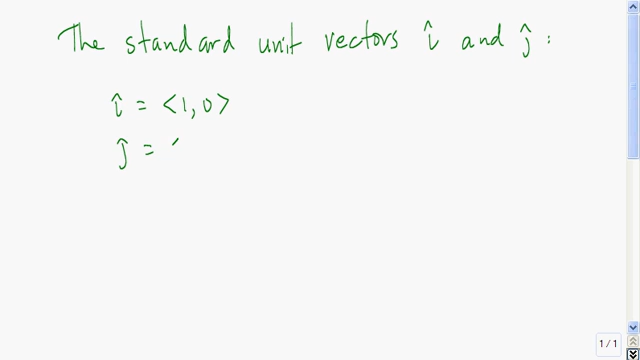 The standard unit vectors î and ĵ :
î = <1, 0>
ĵ =
1 / 1